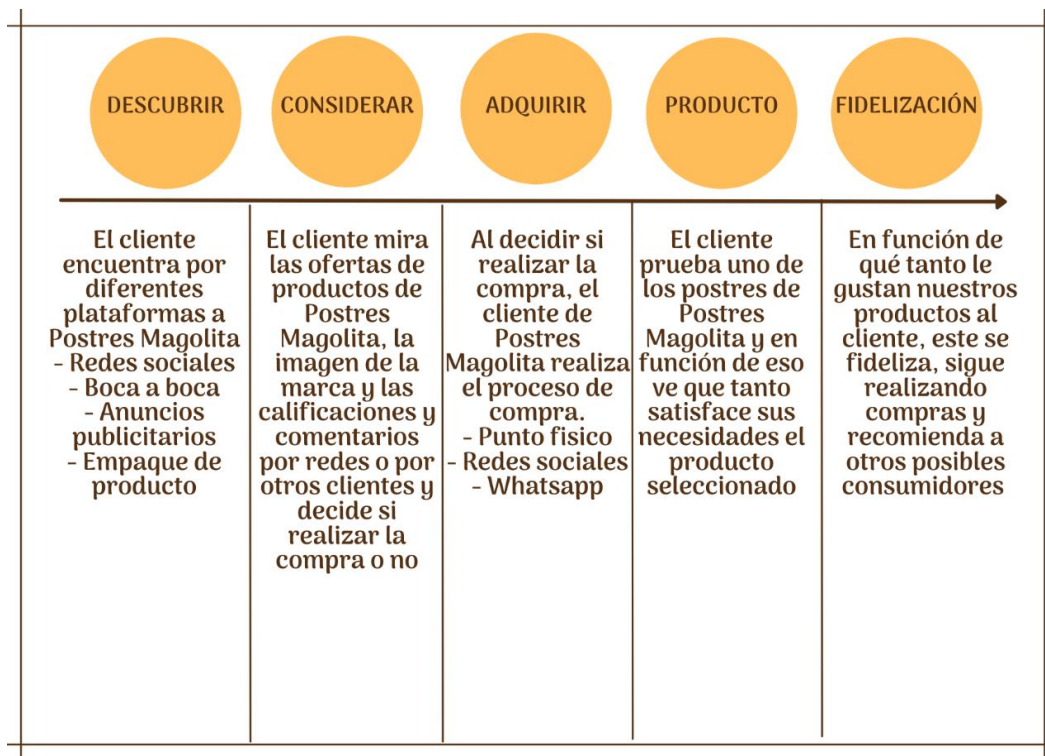 DESCUBRIR
CONSIDERAR
ADQUIRIR
PRODUCTO
FIDELIZACIÓN
El cliente
encuentra por
diferentes
plataformas a
Postres Magolita
- Redes sociales
- Boca a boca
- Anuncios
publicitarios
- Empaque de
producto
El cliente mira
las ofertas de
productos de
Postres
Magolita, la
imagen de la
marca y las
calificaciones y
comentarios
por redes o por
otros clientes y
decide si
realizar la
compra o no
Al decidir si
realizar la
compra, el
cliente de
Postres
Magolita realiza
el proceso de
compra.
- Punto fisico
- Redes sociales
- Whatsapp
El cliente
prueba uno de
los postres de
Postres
Magolita y en
función de eso
ve que tanto
satisface sus
necesidades el
producto
seleccionado
En función de
qué tanto le
gustan nuestros
productos al
cliente, este se
fideliza, sigue
realizando
compras y
recomienda a
otros posibles
consumidores